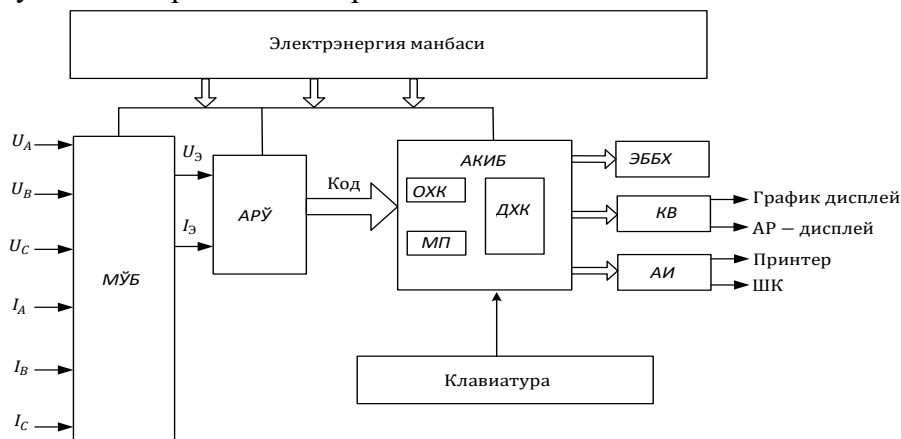 Электрэнергия манбаси
U_A
U_B
U_C
I_A
I_B
I_C
МЎБ
U_Э
I_Э
АРЎ
Код
АКИБ
ОХК
МП
ДХК
ЭББХ
КВ
АИ
График дисплей
АР – дисплей
Принтер
ШК
Клавиатура